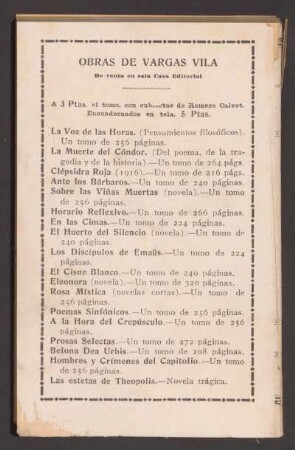 OBRAS DE VARGAS VILA
De venta en esta Casa Editorial
A 3 Ptas. el tomo, con cubiertas de Romero Calvet.
Encuadernados en tela, 5 Ptas.
La Voz de las Horas. (Pensamientos filosóficos).
Un tomo de 256 páginas.
La Muerte del Cóndor. (Del poema, de la tra-
gedia y de la historia).—Un tomo de 264 págs.
Clépsidra Roja (1916).—Un tomo de 216 págs.
Ante los Bárbaros.—Un tomo de 240 páginas.
Sobre las Viñas Muertas (novela).—Un tomo
de 256 páginas.
Horario Reflexivo.—Un tomo de 266 páginas.
En las Cimas.—Un tomo de 224 páginas.
El Huerto del Silencio (novela).—Un tomo de
240 páginas.
Los Discípulos de Emaüs.—Un tomo de 224
páginas.
El Cisne Blanco.—Un tomo de 240 páginas.
Eleonora (novela).—Un tomo de 320 páginas.
Rosa Mística (novelas cortas).—Un tomo de
256 páginas.
Poemas Sinfónicos.—Un tomo de 256 páginas.
A la Hora del Crepúsculo.—Un tomo de 256
páginas.
Prosas Selectas.—Un tomo de 272 páginas.
Belona Dea Urbis.—Un tomo de 208 páginas.
Hombres y Crímenes del Capitolio.—Un tomo
de 256 páginas.
Las estetas de Theopolis.—Novela trágica.